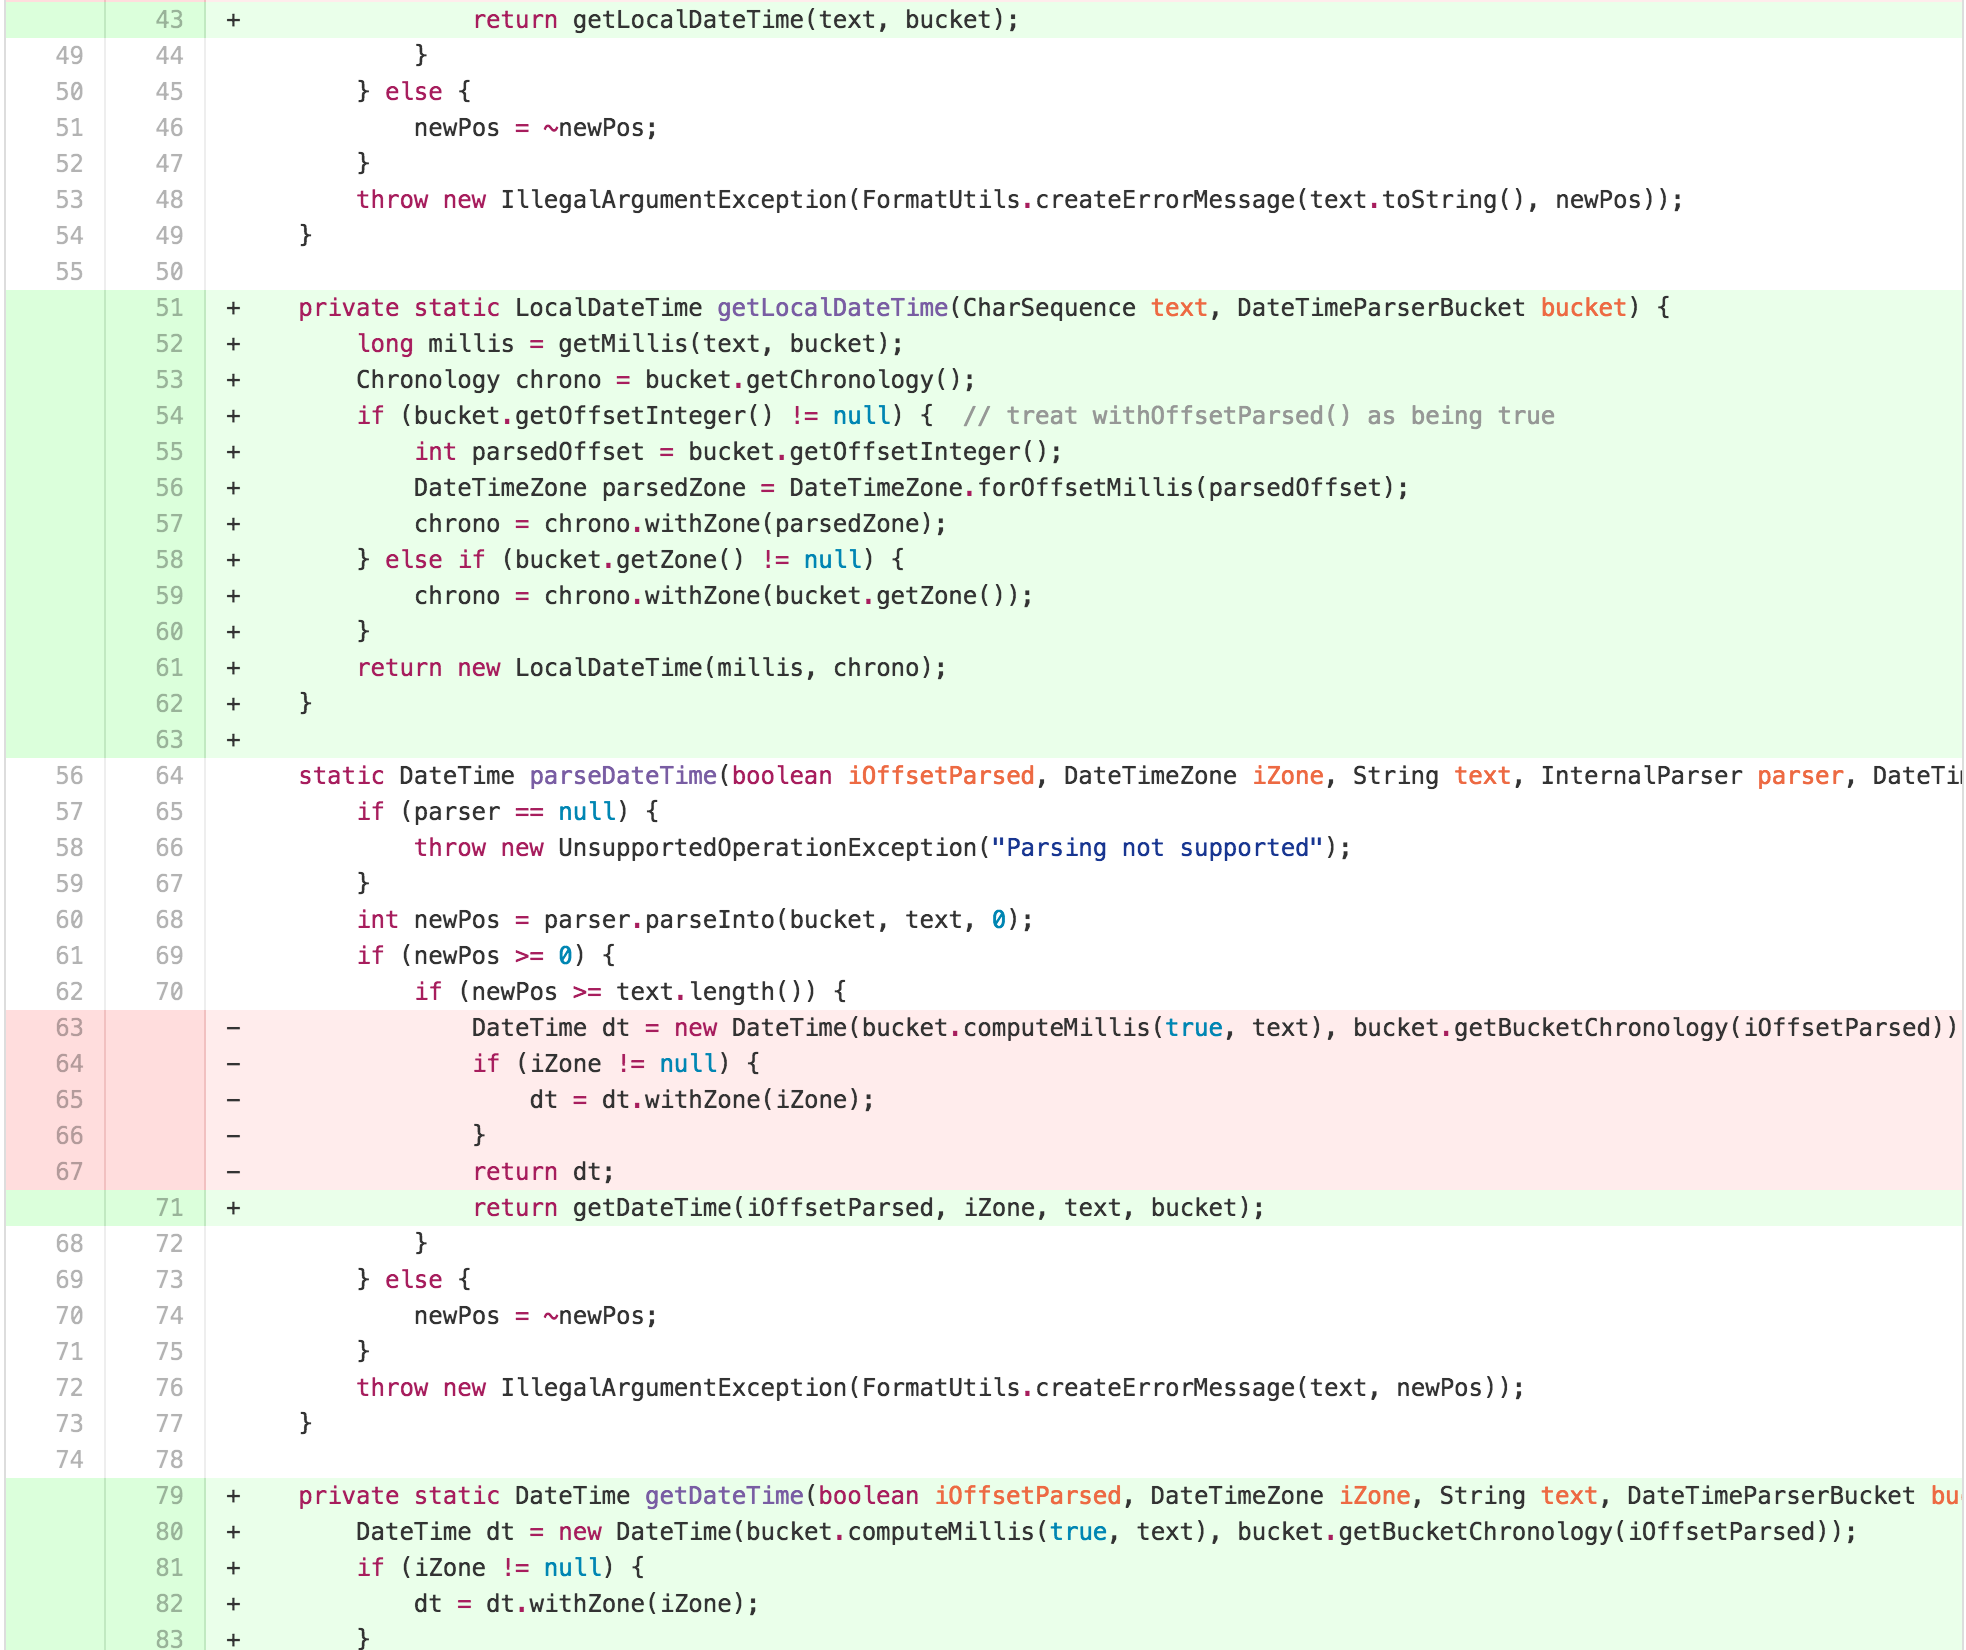 43 + return getLocalDateTime(text, bucket);
49 44 }
50 45 } else {
51 46 newPos = ~newPos;
52 47 }
53 48 throw new IllegalArgumentException(FormatUtils.createErrorMessage(text.toString(), newPos));
54 49 }
55 50
51 + private static LocalDateTime getLocalDateTime(CharSequence text, DateTimeParserBucket bucket) {
52 + long millis = getMillis(text, bucket);
53 + Chronology chrono = bucket.getChronology();
54 + if (bucket.getOffsetInteger() != null) {  // treat withOffsetParsed() as being true
55 + int parsedOffset = bucket.getOffsetInteger();
56 + DateTimeZone parsedZone = DateTimeZone.forOffsetMillis(parsedOffset);
57 + chrono = chrono.withZone(parsedZone);
58 + } else if (bucket.getZone() != null) {
59 + chrono = chrono.withZone(bucket.getZone());
60 + }
61 + return new LocalDateTime(millis, chrono);
62 + }
63 +
56 64 static DateTime parseDateTime(boolean iOffsetParsed, DateTimeZone iZone, String text, InternalParser parser, DateTi
57 65 if (parser == null) {
58 66 throw new UnsupportedOperationException("Parsing not supported");
59 67 }
60 68 int newPos = parser.parseInto(bucket, text, 0);
61 69 if (newPos >= 0) {
62 70 if (newPos >= text.length()) {
63 - DateTime dt = new DateTime(bucket.computeMillis(true, text), bucket.getBucketChronology(iOffsetParsed))
64 - if (iZone != null) {
65 - dt = dt.withZone(iZone);
66 - }
67 - return dt;
71 + return getDateTime(iOffsetParsed, iZone, text, bucket);
68 72 }
69 73 } else {
70 74 newPos = ~newPos;
71 75 }
72 76 throw new IllegalArgumentException(FormatUtils.createErrorMessage(text, newPos));
73 77 }
74 78
79 + private static DateTime getDateTime(boolean iOffsetParsed, DateTimeZone iZone, String text, DateTimeParserBucket bu
80 + DateTime dt = new DateTime(bucket.computeMillis(true, text), bucket.getBucketChronology(iOffsetParsed));
81 + if (iZone != null) {
82 + dt = dt.withZone(iZone);
83 + }